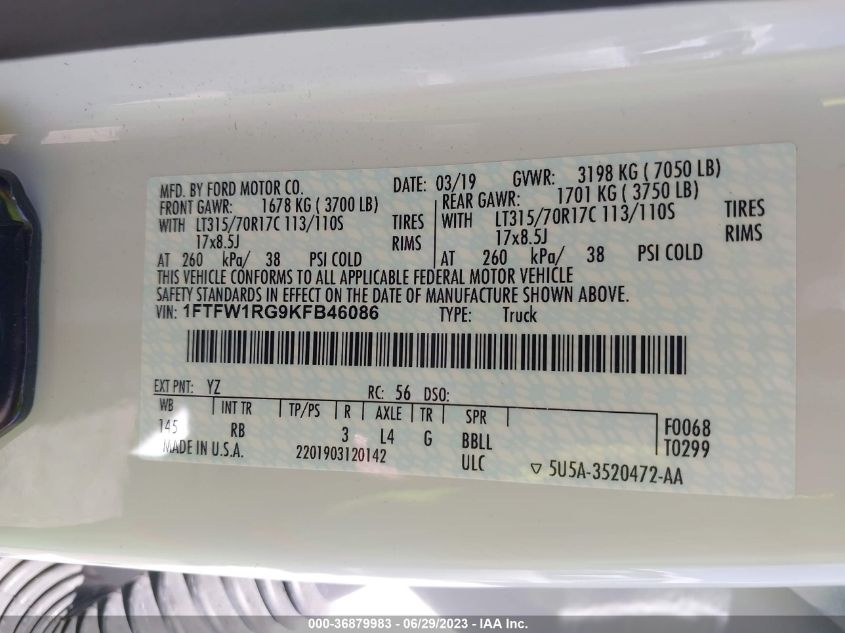 MFD. BY FORD MOTOR CO. DATE: 03/19 GVWR: 3198 KG ( 7050 LB)
FRONT GAWR: 1678 KG ( 3700 LB) REAR GAWR: 1701 KG ( 3750 LB)
WITH LT315/70R17C 113/110S TIRES WITH LT315/70R17C 113/110S TIRES
17x8.5J RIMS 17x8.5J RIMS
AT 260 kPa/ 38 PSI COLD AT 260 kPa/ 38 PSI COLD
THIS VEHICLE CONFORMS TO ALL APPLICABLE FEDERAL MOTOR VEHICLE
SAFETY STANDARDS IN EFFECT ON THE DATE OF MANUFACTURE SHOWN ABOVE.
VIN: 1FTFW1RG9KFB46086 TYPE: Truck
EXT PNT: YZ RC: 56 DSO:
WB INT TR TP/PS R AXLE TR SPR
145 RB 3 L4 G BBLL F0068
MADE IN U.S.A. 2201903120142 ULC T0299
▽ 5U5A-3520472-AA
000-36879983 - 06/29/2023 - IAA Inc.